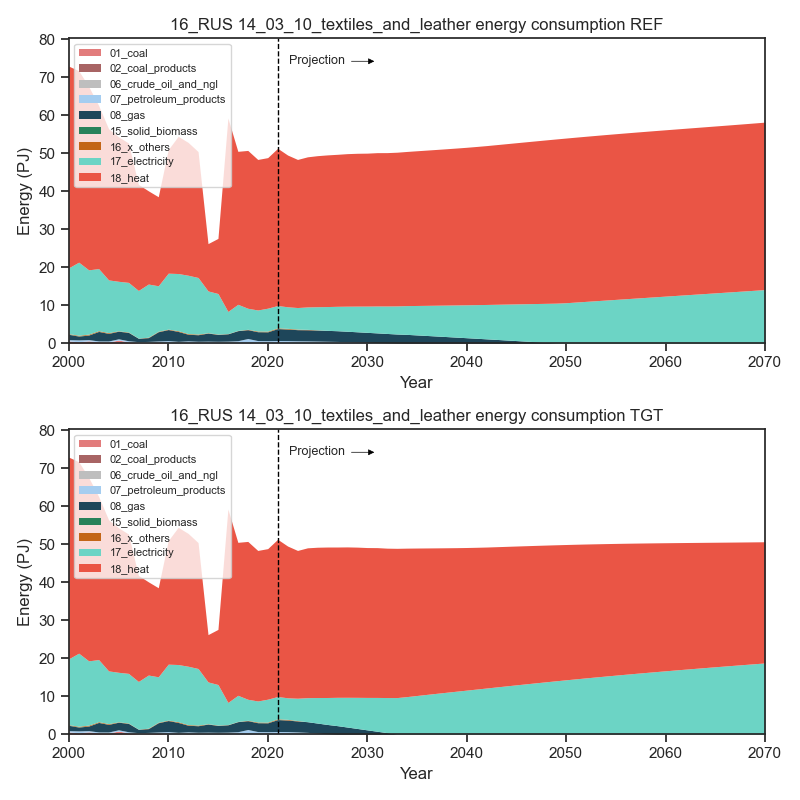 16_RUS 14_03_10_textiles_and_leather energy consumption REF
80
70
60
50
40
30
20
10
0
Energy (PJ)
01_coal
02_coal_products
06_crude_oil_and_ngl
07_petroleum_products
08_gas
15_solid_biomass
16_x_others
17_electricity
18_heat
Projection
2000 2010 2020 2030 2040 2050 2060 2070
Year
16_RUS 14_03_10_textiles_and_leather energy consumption TGT
80
70
60
50
40
30
20
10
0
Energy (PJ)
01_coal
02_coal_products
06_crude_oil_and_ngl
07_petroleum_products
08_gas
15_solid_biomass
16_x_others
17_electricity
18_heat
Projection
2000 2010 2020 2030 2040 2050 2060 2070
Year